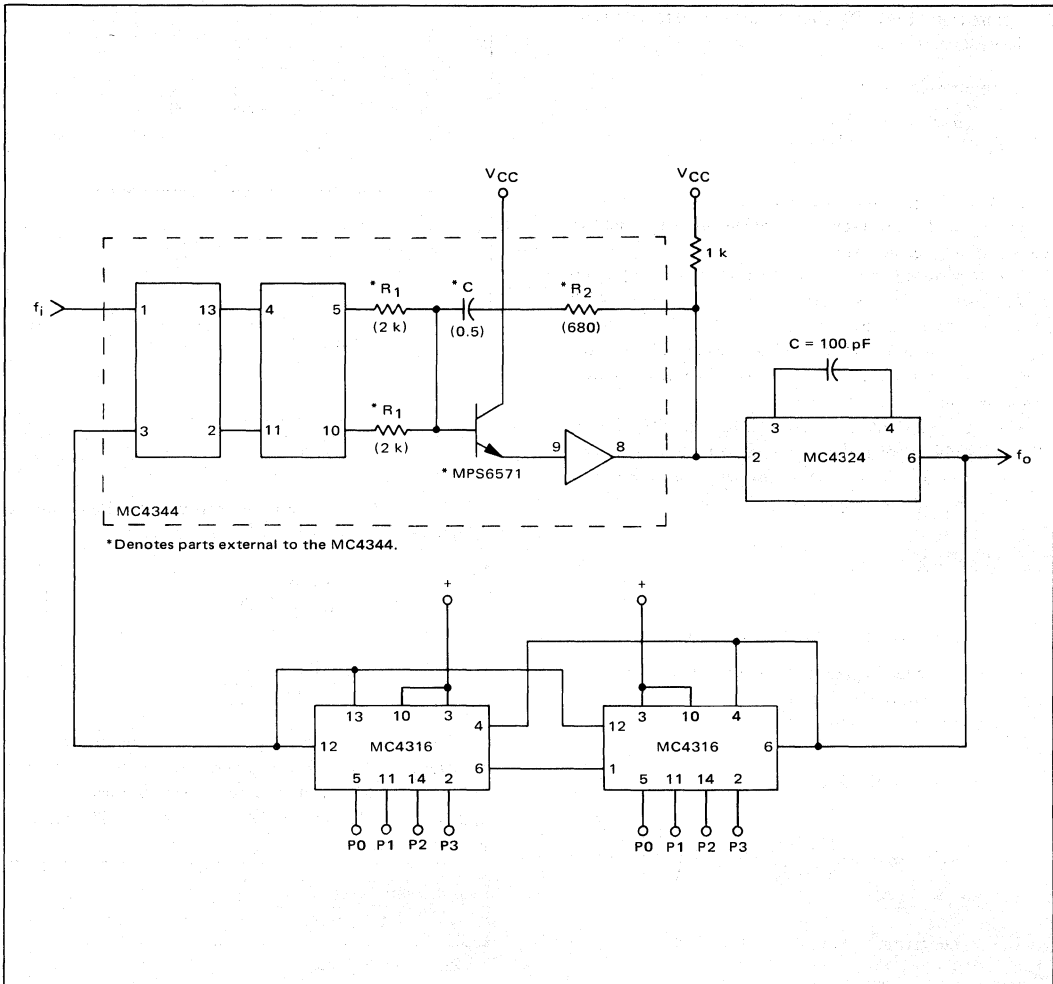 VCC VCC
1 k
*R1 *C *R2
fi 1 13 4 5 (2 k) (0.5) (680)
C = 100 pF
*R1
3 2 11 10 (2 k) 9 8 3 4
2 MC4324 6 fo
*MPS6571
MC4344
*Denotes parts external to the MC4344.
+ +
13 10 3 3 10 4
4 12
12 MC4316 MC4316 6
6 1
5 11 14 2 5 11 14 2
P0 P1 P2 P3 P0 P1 P2 P3